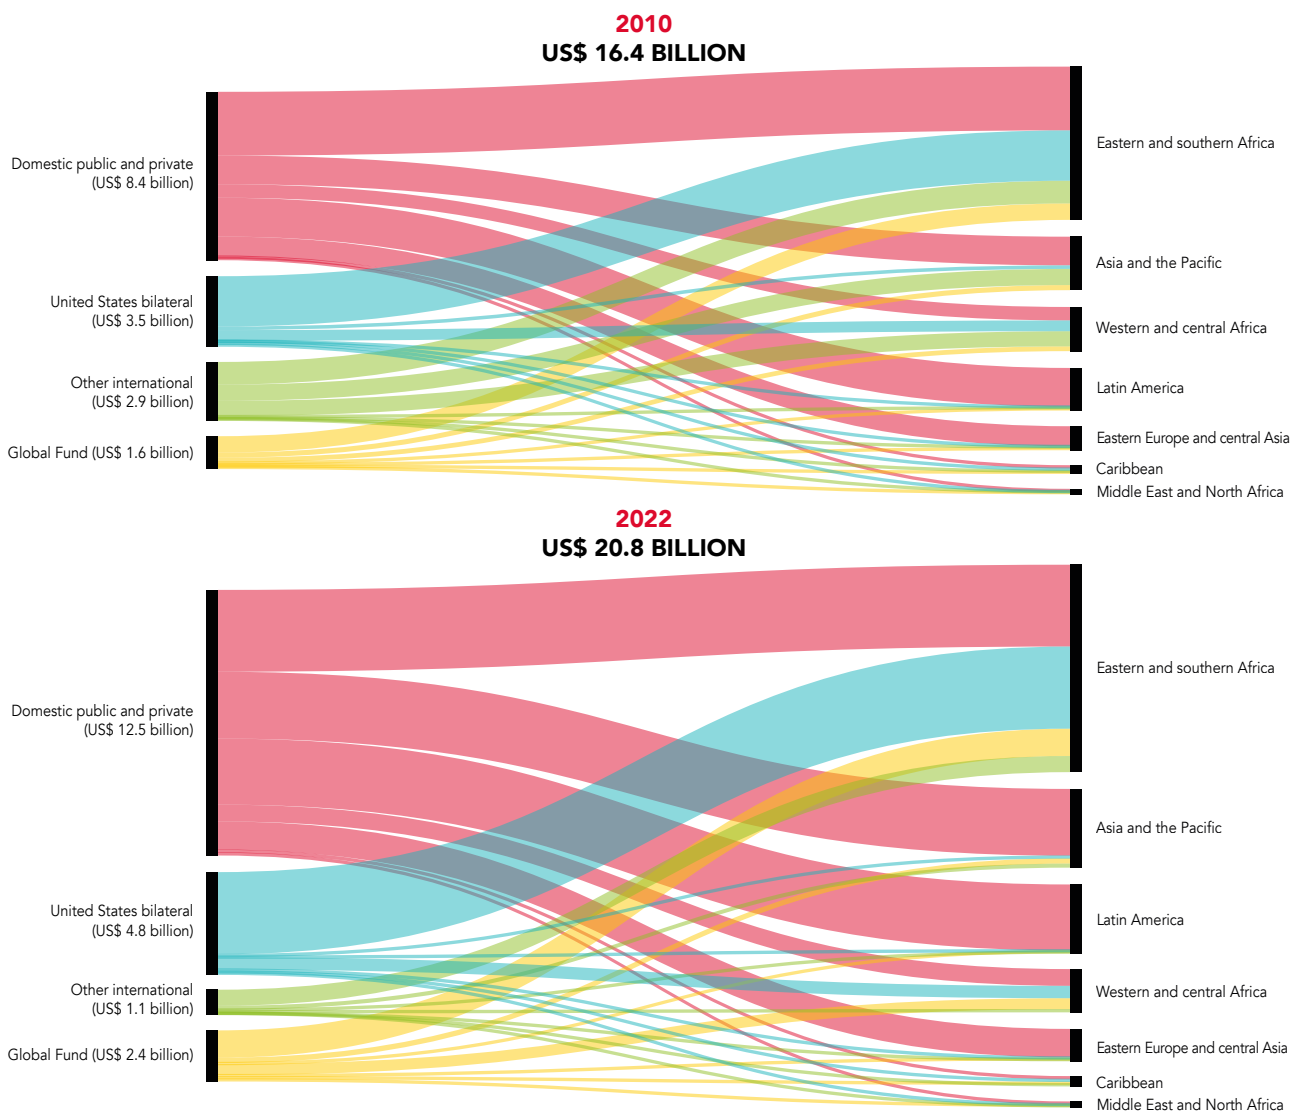 2010
US$ 16.4 BILLION
Domestic public and private
(US$ 8.4 billion)
United States bilateral
(US$ 3.5 billion)
Other international
(US$ 2.9 billion)
Global Fund (US$ 1.6 billion)
Eastern and southern Africa
Asia and the Pacific
Western and central Africa
Latin America
Eastern Europe and central Asia
Caribbean
Middle East and North Africa
2022
US$ 20.8 BILLION
Domestic public and private
(US$ 12.5 billion)
United States bilateral
(US$ 4.8 billion)
Other international
(US$ 1.1 billion)
Global Fund (US$ 2.4 billion)
Eastern and southern Africa
Asia and the Pacific
Latin America
Western and central Africa
Eastern Europe and central Asia
Caribbean
Middle East and North Africa